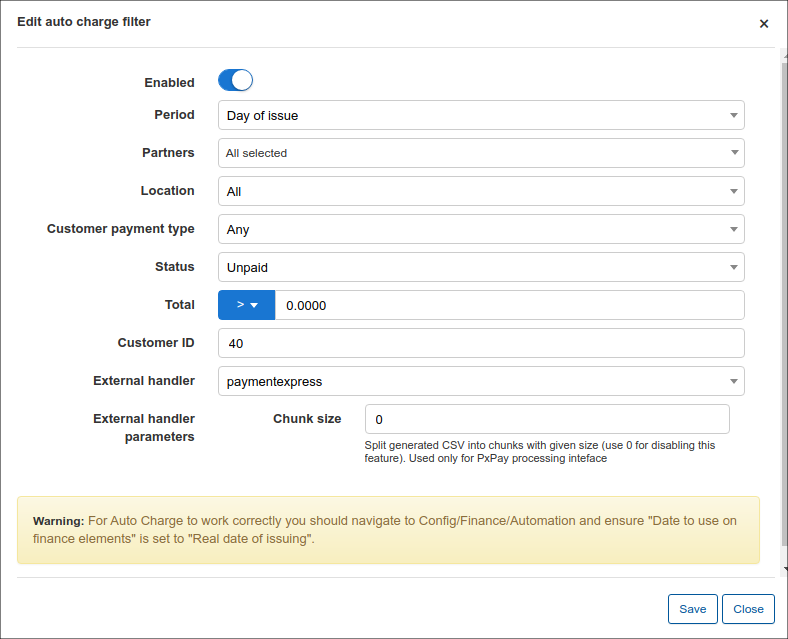 Edit auto charge filter ×
Enabled
Period Day of issue
Partners All selected
Location All
Customer payment type Any
Status Unpaid
Total > 0.0000
Customer ID 40
External handler paymentexpress
External handler Chunk size 0
parameters
Split generated CSV into chunks with given size (use 0 for disabling this
feature). Used only for PxPay processing inteface
Warning: For Auto Charge to work correctly you should navigate to Config/Finance/Automation and ensure "Date to use on
finance elements" is set to "Real date of issuing".
Save Close